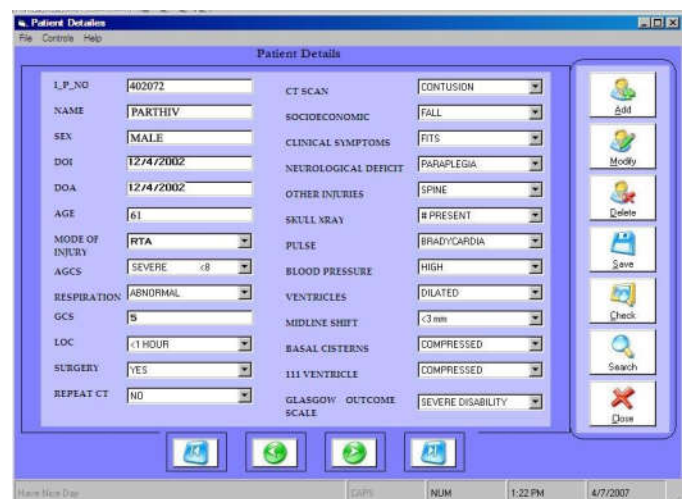 Patient Detailes
File Controls Help
Patient Details
I_P_NO 402072
NAME PARTHIV
SEX MALE
DOI 12/4/2002
DOA 12/4/2002
AGE 61
MODE OF INJURY RTA
AGCS SEVERE <8
RESPIRATION ABNORMAL
GCS 5
LOC <1 HOUR
SURGERY YES
REPEAT CT NO
CT SCAN CONTUSION
SOCIOECONOMIC FALL
CLINICAL SYMPTOMS FITS
NEUROLOGICAL DEFICIT PARAPLEGIA
OTHER INJURIES SPINE
SKULL XRAY # PRESENT
PULSE BRADYCARDIA
BLOOD PRESSURE HIGH
VENTRICLES DILATED
MIDLINE SHIFT <3 mm
BASAL CISTERNS COMPRESSED
111 VENTRICLE COMPRESSED
GLASGOW OUTCOME SCALE SEVERE DISABILITY
Add
Modify
Delete
Save
Check
Search
Close
Have Nice Day CAPS NUM 1:22 PM 4/7/2007